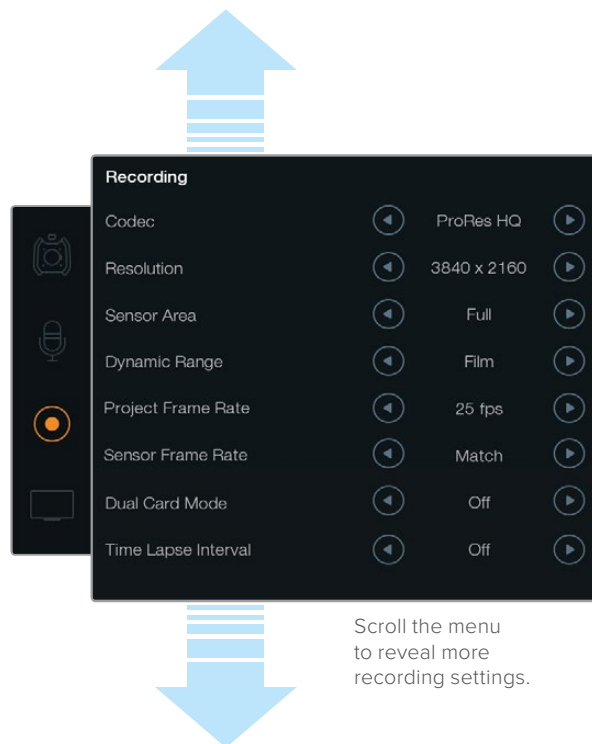 Recording
Codec ProRes HQ
Resolution 3840 x 2160
Sensor Area Full
Dynamic Range Film
Project Frame Rate 25 fps
Sensor Frame Rate Match
Dual Card Mode Off
Time Lapse Interval Off
Scroll the menu
to reveal more
recording settings.